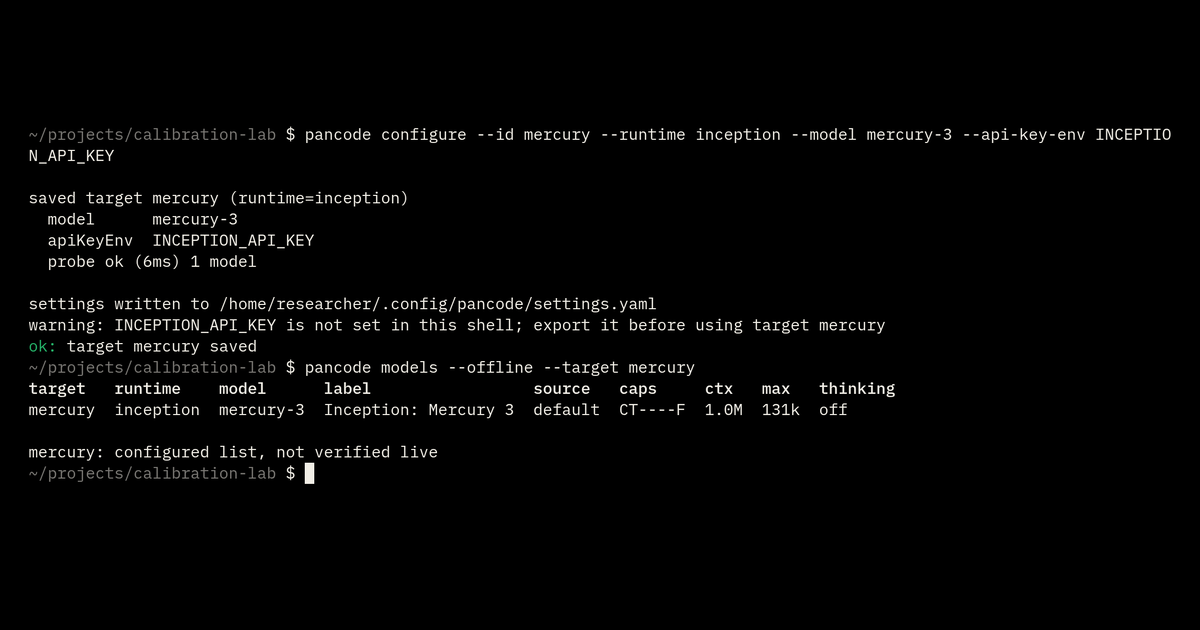 ~/projects/calibration-lab $ pancode configure --id mercury --runtime inception --model mercury-3 --api-key-env INCEPTIO
N_API_KEY
saved target mercury (runtime=inception)
  model      mercury-3
  apiKeyEnv  INCEPTION_API_KEY
  probe ok (6ms) 1 model
settings written to /home/researcher/.config/pancode/settings.yaml
warning: INCEPTION_API_KEY is not set in this shell; export it before using target mercury
ok: target mercury saved
~/projects/calibration-lab $ pancode models --offline --target mercury
target   runtime    model      label                 source   caps    ctx   max   thinking
mercury  inception  mercury-3  Inception: Mercury 3  default  CT----F  1.0M  131k  off
mercury: configured list, not verified live
~/projects/calibration-lab $